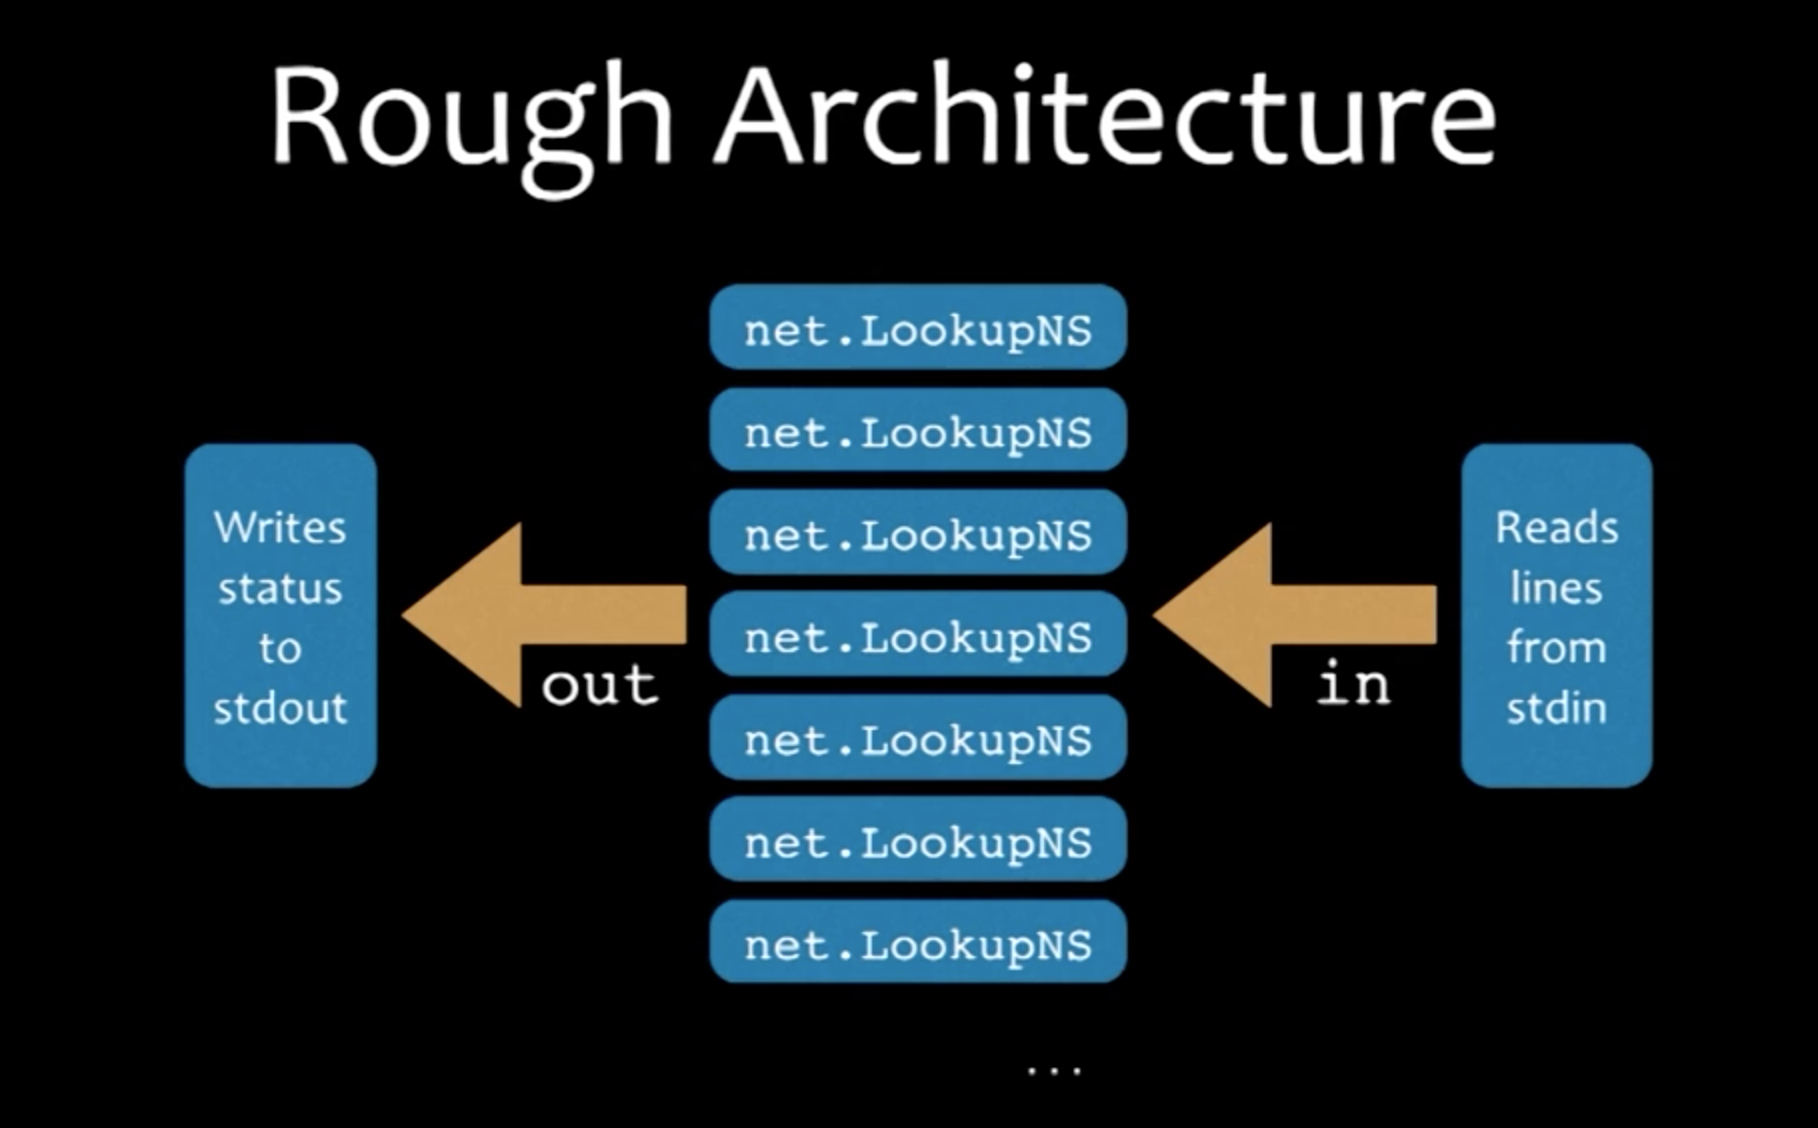 Rough Architecture
Writes
status
to
stdout
out
net.LookupNS
net.LookupNS
net.LookupNS
net.LookupNS
net.LookupNS
net.LookupNS
net.LookupNS
...
in
Reads
lines
from
stdin